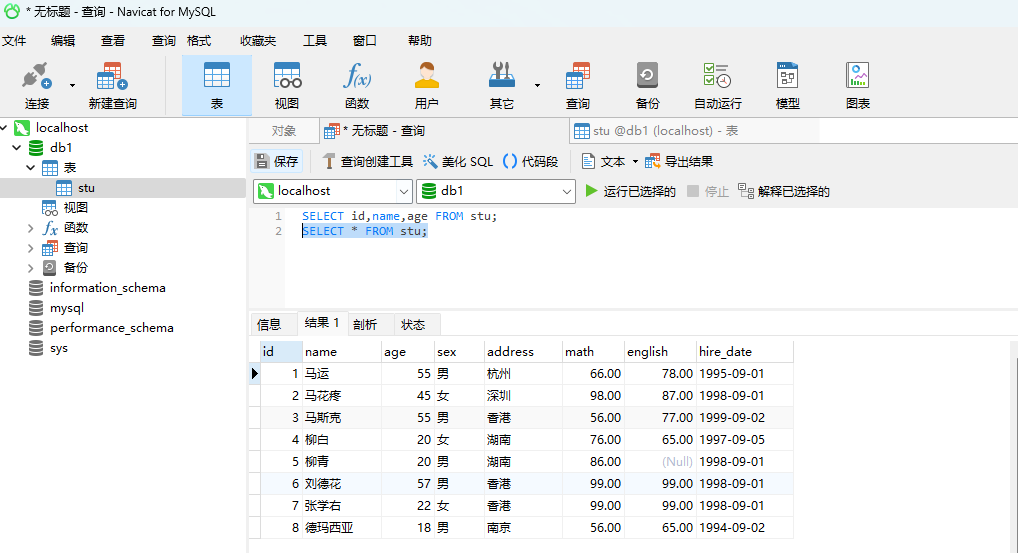 * 无标题 - 查询 - Navicat for MySQL
文件 编辑 查看 查询 格式 收藏夹 工具 窗口 帮助
连接 新建查询 表 视图 函数 用户 其它 查询 备份 自动运行 模型 图表
localhost
db1
表
stu
视图
函数
查询
备份
information_schema
mysql
performance_schema
sys
对象 * 无标题 - 查询 stu @db1 (localhost) - 表
保存 查询创建工具 美化 SQL 代码段 文本 导出结果
localhost db1 运行已选择的 停止 解释已选择的
1 SELECT id,name,age FROM stu;
2 SELECT * FROM stu;
信息 结果 1 剖析 状态
id name age sex address math english hire_date
1 马运 55 男 杭州 66.00 78.00 1995-09-01
2 马花疼 45 女 深圳 98.00 87.00 1998-09-01
3 马斯克 55 男 香港 56.00 77.00 1999-09-02
4 柳白 20 女 湖南 76.00 65.00 1997-09-05
5 柳青 20 男 湖南 86.00 (Null) 1998-09-01
6 刘德花 57 男 香港 99.00 99.00 1998-09-01
7 张学右 22 女 香港 99.00 99.00 1998-09-01
8 德玛西亚 18 男 南京 56.00 65.00 1994-09-02